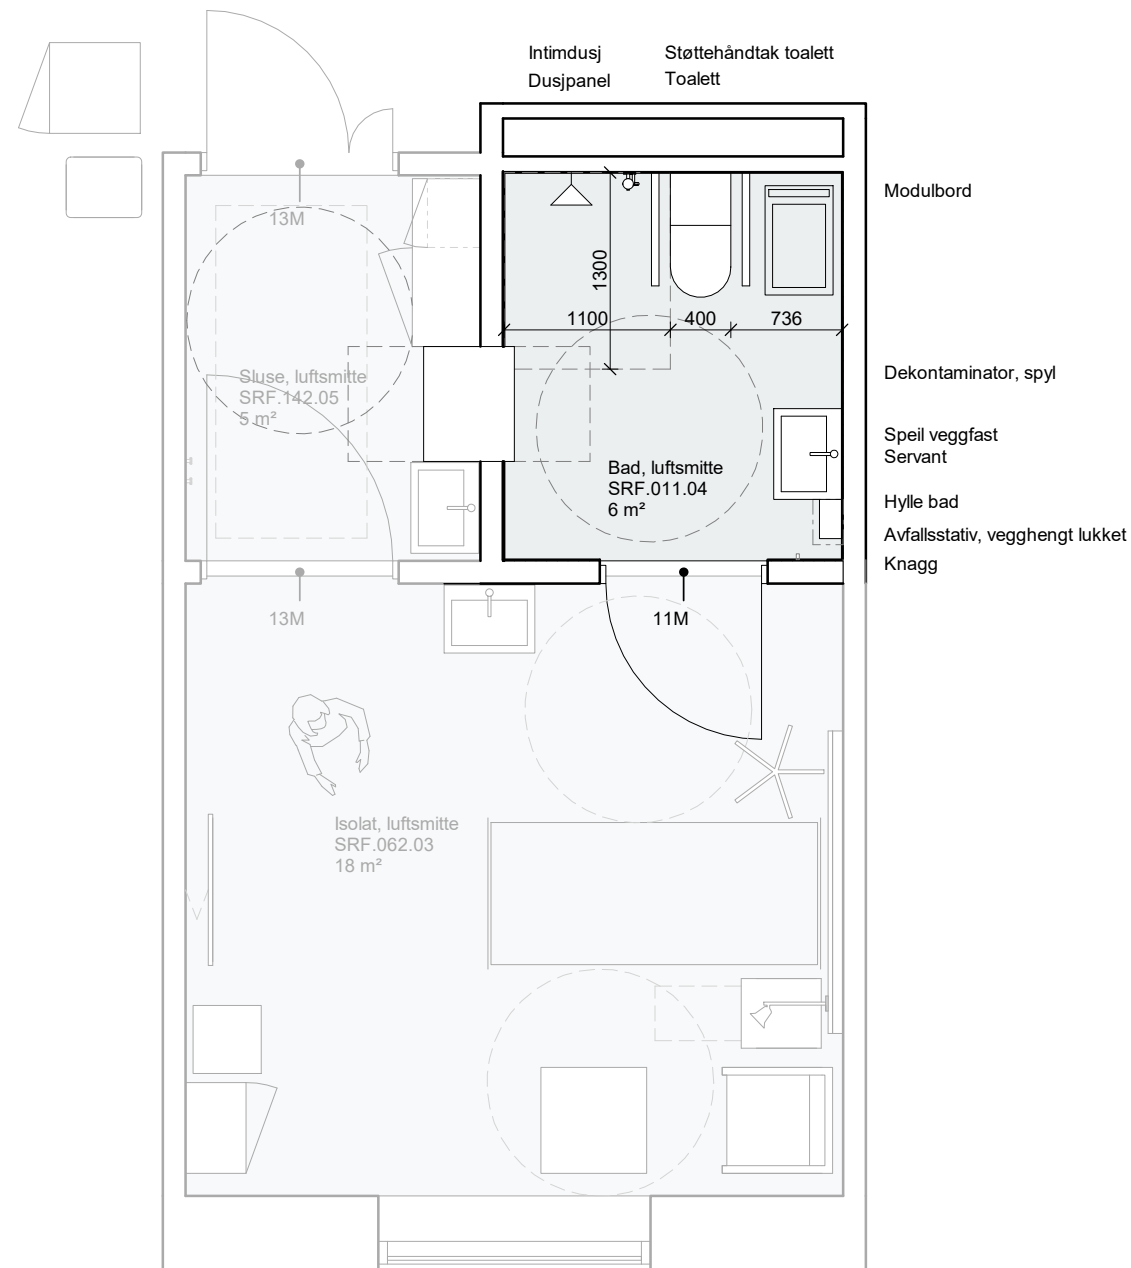 Intimdusj
Dusjpanel
Støttehåndtak toalett
Toalett
Modulbord
13M
1300
1100
400
736
Sluse, luftsmitte
SRF.142.05
5 m²
Dekontaminator, spyl
Speil veggfast
Servant
Bad, luftsmitte
SRF.011.04
6 m²
Hylle bad
Avfallsstativ, vegghengt lukket
Knagg
13M
11M
Isolat, luftsmitte
SRF.062.03
18 m²